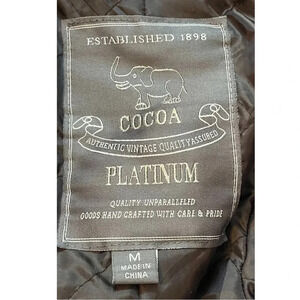 ESTABLISHED 1898
COCOA
AUTHENTIC VINTAGE QUALITY ASSURED
PLATINUM
QUALITY UNPARALLELED
GOODS HAND CRAFTED WITH CARE & PRIDE
M
MADE IN
CHINA